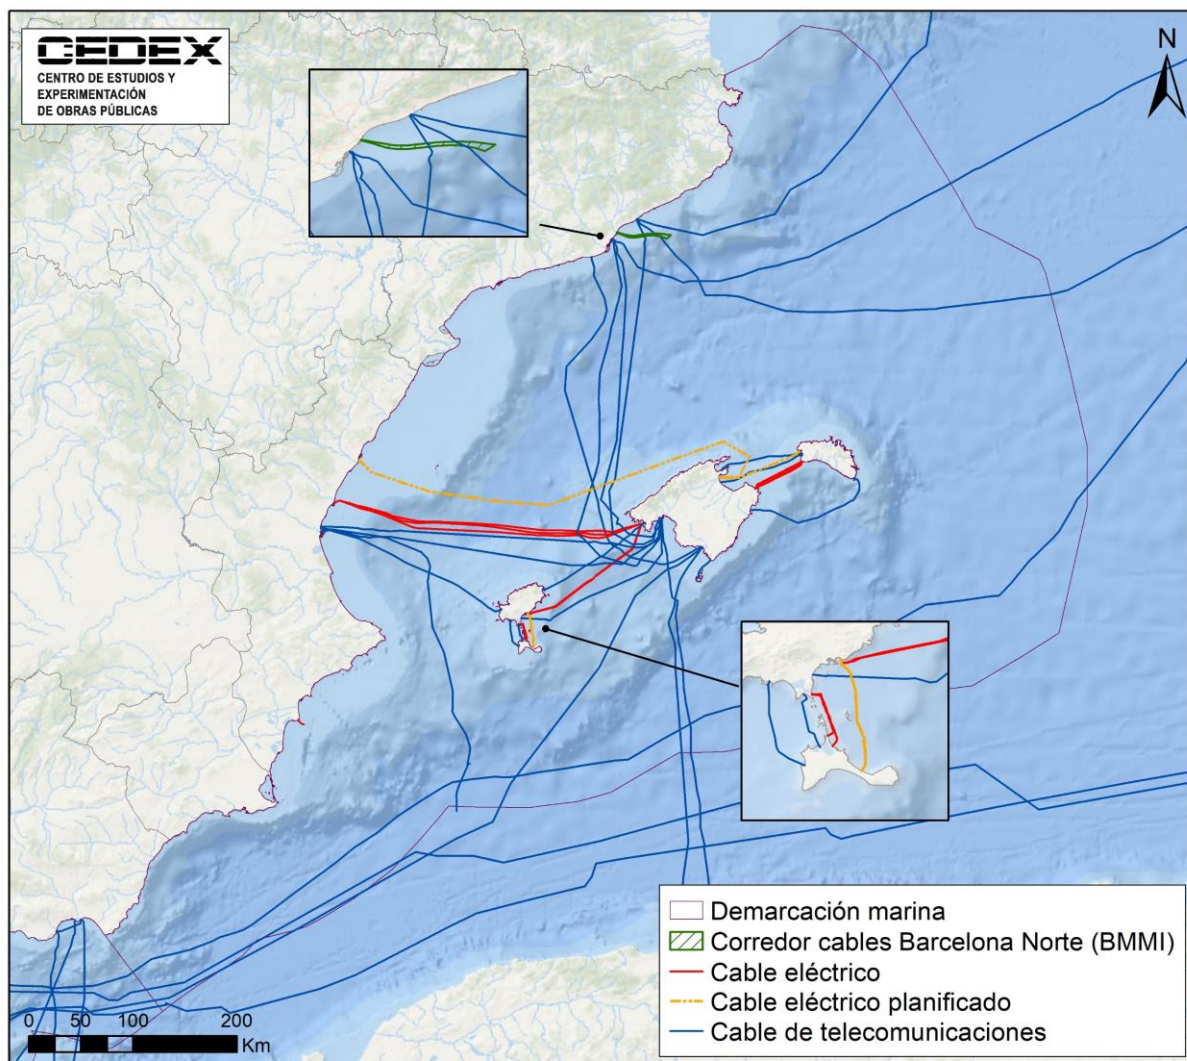 CEDEX
CENTRO DE ESTUDIOS Y
EXPERIMENTACIÓN
DE OBRAS PÚBLICAS
N
Demarcación marina
Corredor cables Barcelona Norte (BMMI)
Cable eléctrico
Cable eléctrico planificado
Cable de telecomunicaciones
0 50 100 200
Km